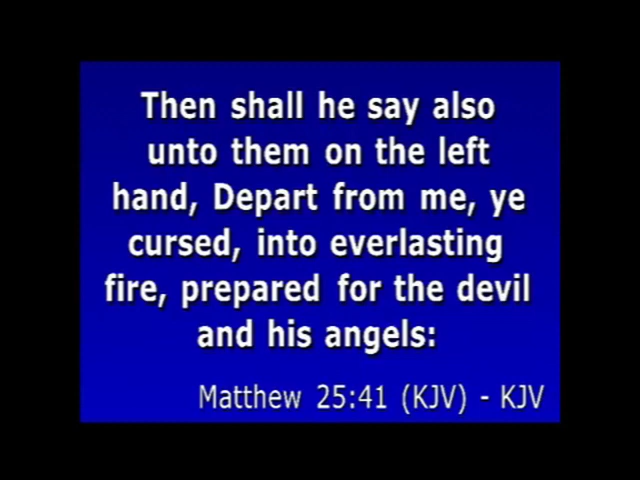 Then shall he say also
unto them on the left
hand, Depart from me, ye
cursed, into everlasting
fire, prepared for the devil
and his angels:
Matthew 25:41 (KJV) - KJV